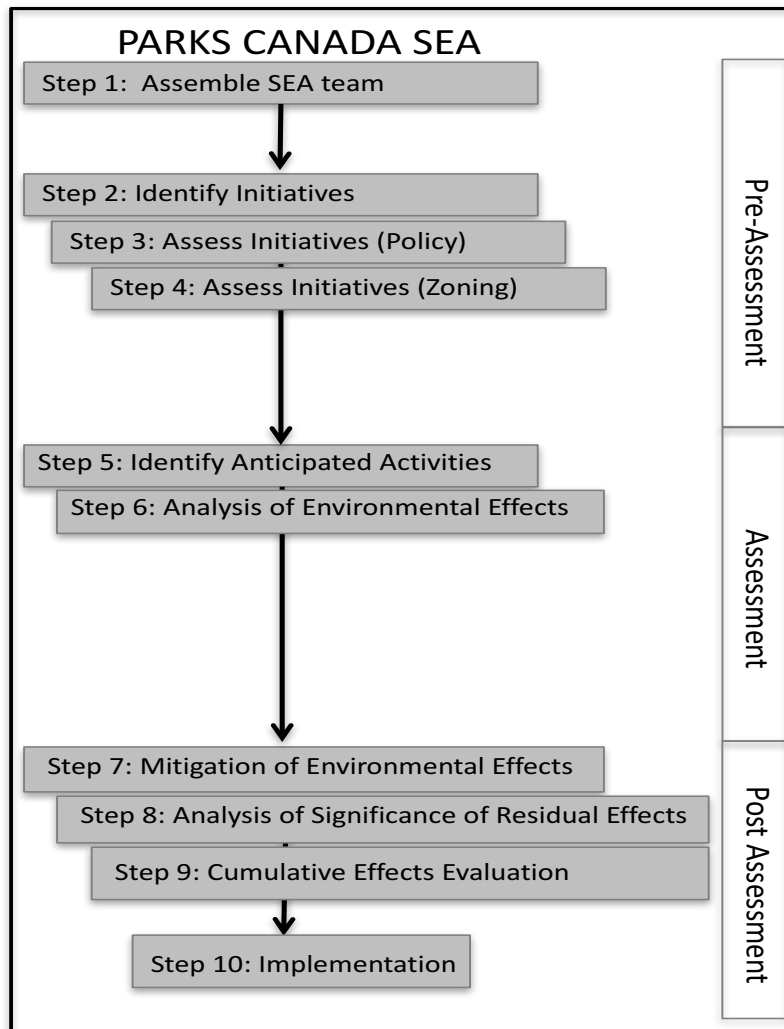 PARKS CANADA SEA
Step 1: Assemble SEA team
Step 2: Identify Initiatives
Step 3: Assess Initiatives (Policy)
Step 4: Assess Initiatives (Zoning)
Pre-Assessment
Step 5: Identify Anticipated Activities
Step 6: Analysis of Environmental Effects
Assessment
Step 7: Mitigation of Environmental Effects
Step 8: Analysis of Significance of Residual Effects
Step 9: Cumulative Effects Evaluation
Step 10: Implementation
Post Assessment